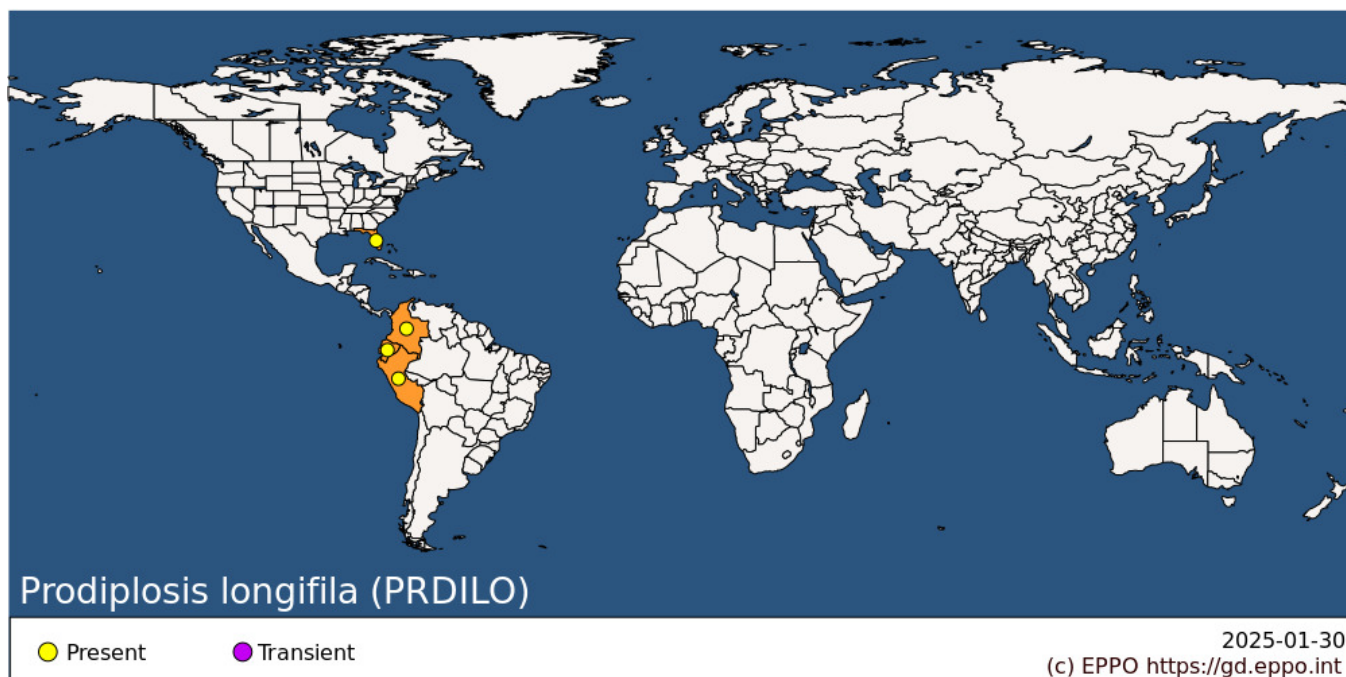 Prodiplosis longifila (PRDILO)
Present
Transient
2025-01-30
(c) EPPO https://gd.eppo.int